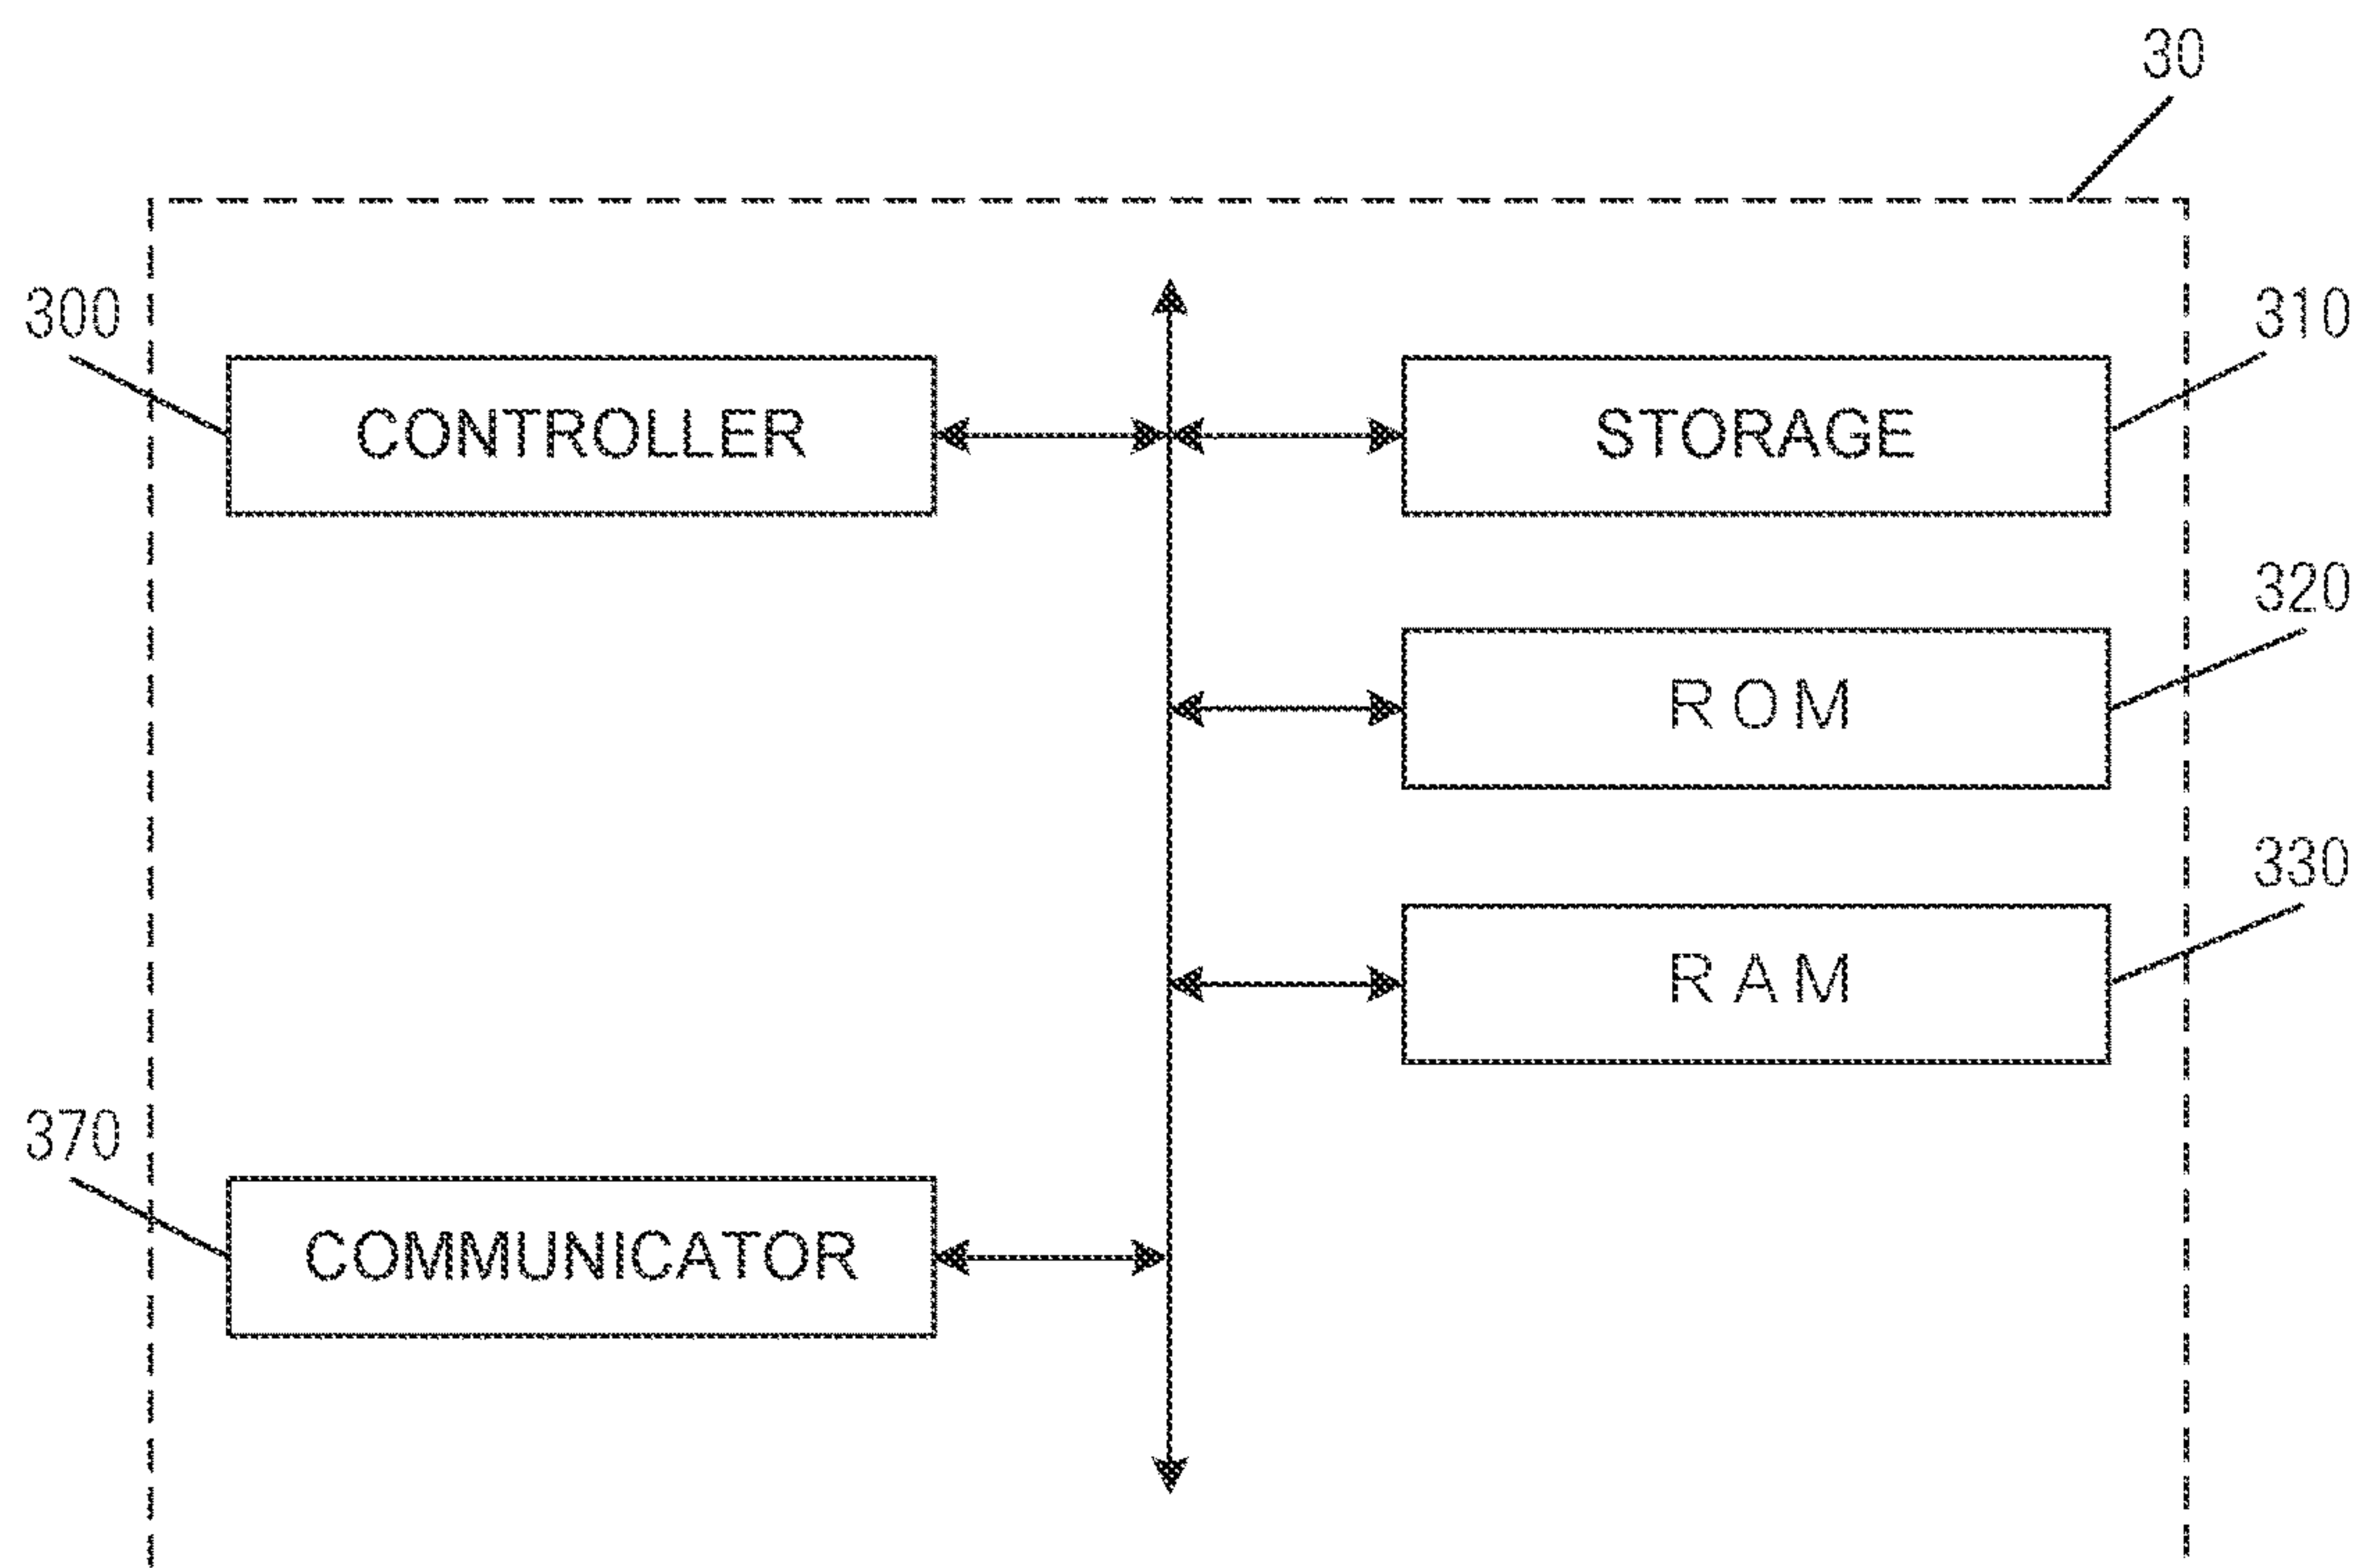 30
300
CONTROLLER
STORAGE
310
320
ROM
330
RAM
370
COMMUNICATOR